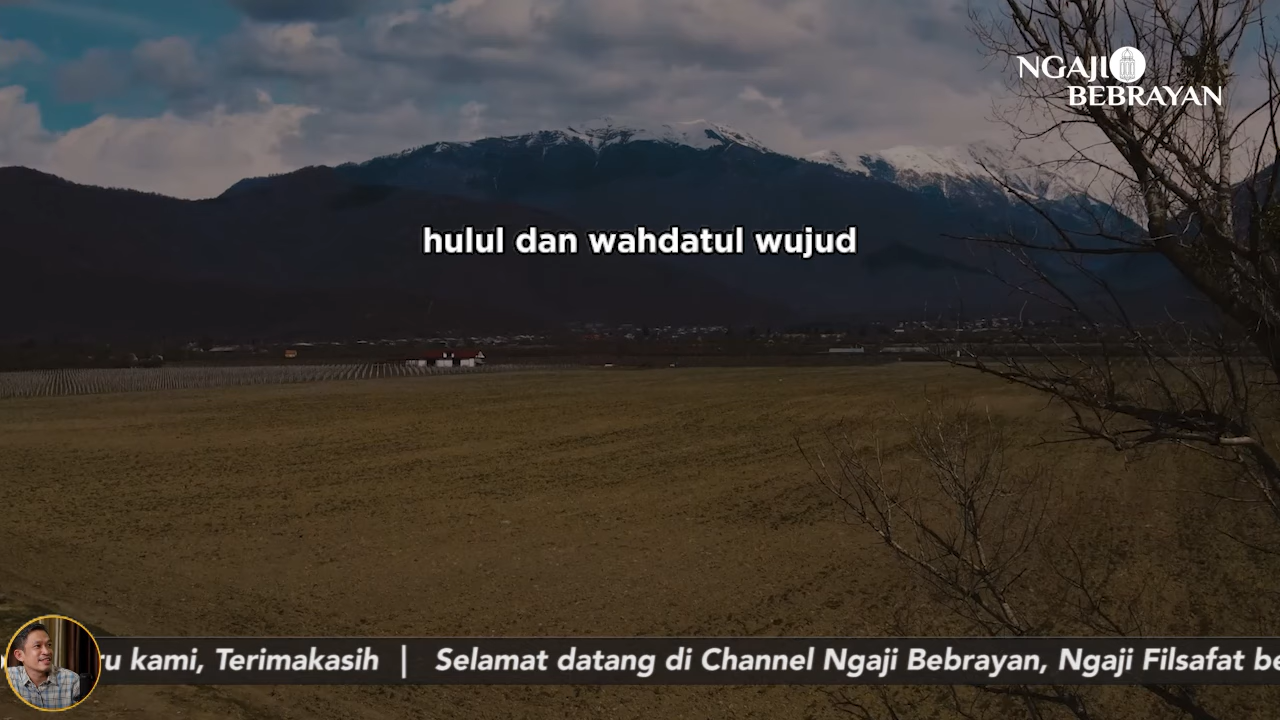 NGAJI
BEBRAYAN
hulul dan wahdatul wujud
ru kami, Terimakasih | Selamat datang di Channel Ngaji Bebrayan, Ngaji Filsafat be